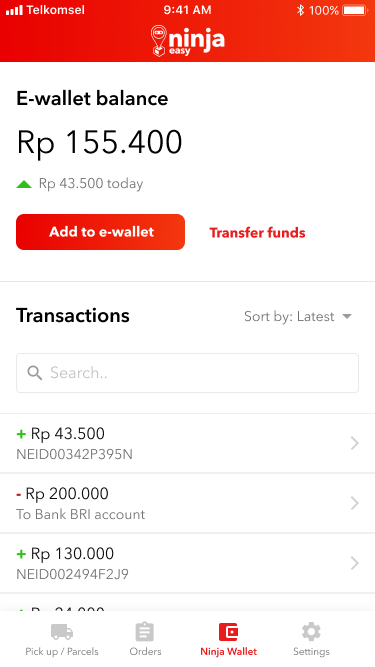 Telkomsel 9:41 AM 100%
ninja
easy
E-wallet balance
Rp 155.400
Rp 43.500 today
Add to e-wallet Transfer funds
Transactions Sort by: Latest
Search..
+ Rp 43.500
NEID00342P395N
- Rp 200.000
To Bank BRI account
+ Rp 130.000
NEID002494F2J9
Pick up / Parcels Orders Ninja Wallet Settings